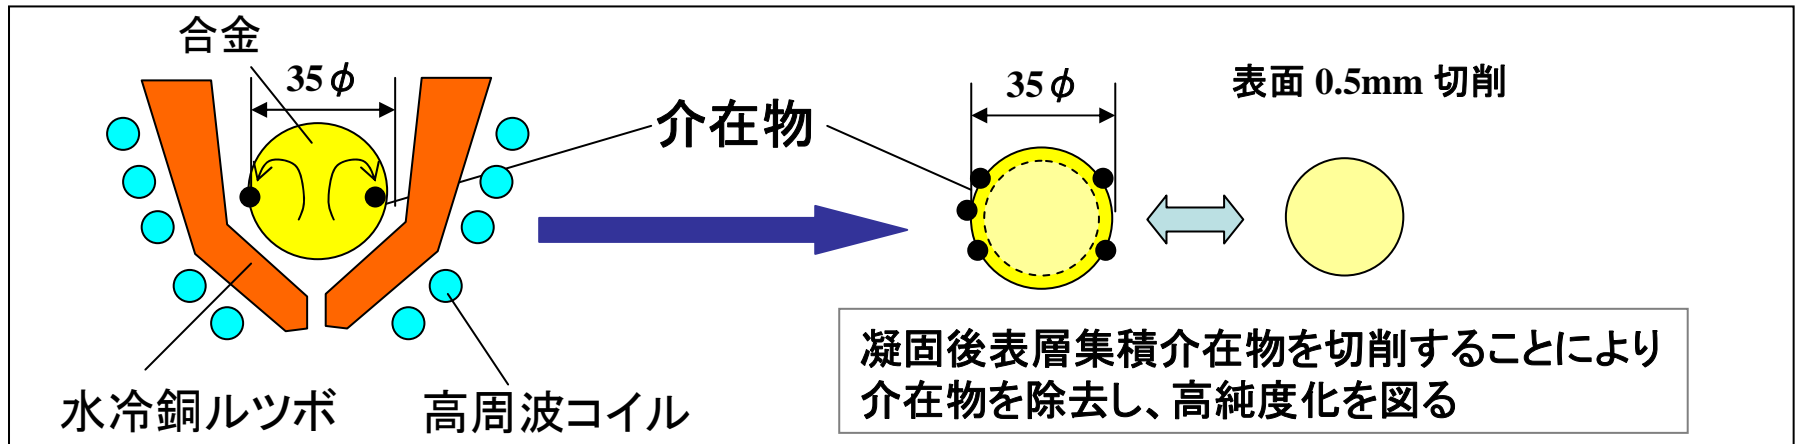 合金
35φ
介在物
35φ
表面 0.5mm 切削
水冷銅ルツボ
高周波コイル
凝固後表層集積介在物を切削することにより
介在物を除去し、高純度化を図る